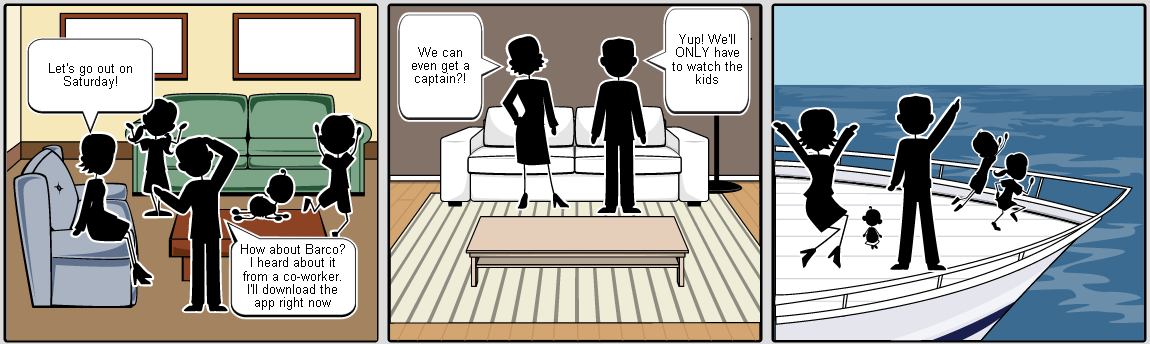 Let's go out on
Saturday!
How about Barco?
I heard about it
from a co-worker.
I'll download the
app right now
We can
even get a
captain?!
Yup! We'll
ONLY have
to watch the
kids